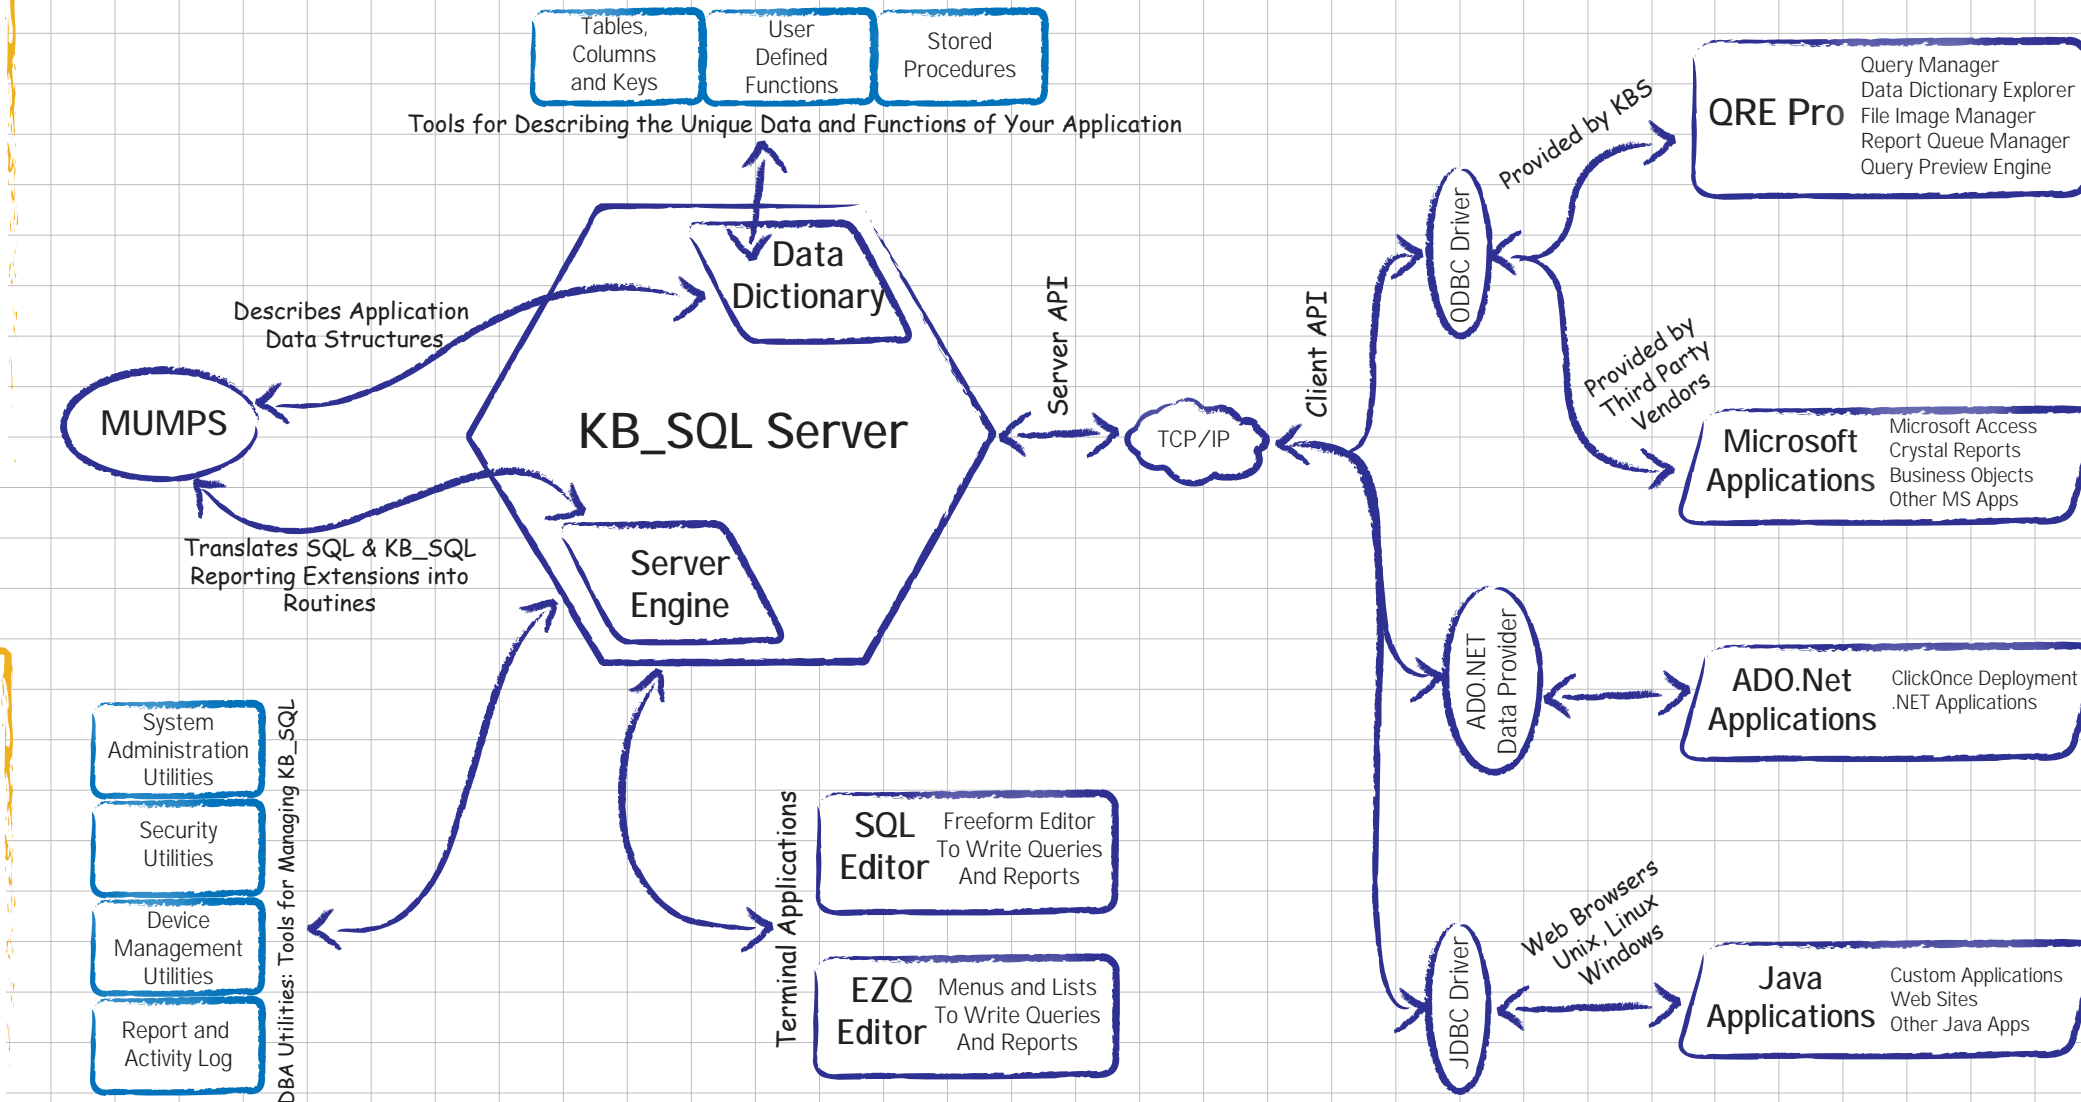 Tables,
Columns
and Keys
User
Defined
Functions
Stored
Procedures
Tools for Describing the Unique Data and Functions of Your Application
Data
Dictionary
Describes Application
Data Structures
MUMPS
KB_SQL Server
Translates SQL & KB_SQL
Reporting Extensions into
Routines
Server
Engine
Server API
TCP/IP
Client API
ODBC Driver
Provided by KBS
QRE Pro
Query Manager
Data Dictionary Explorer
File Image Manager
Report Queue Manager
Query Preview Engine
Provided by
Third Party
Vendors
Microsoft
Applications
Microsoft Access
Crystal Reports
Business Objects
Other MS Apps
ADO.NET
Data Provider
ADO.Net
Applications
ClickOnce Deployment
.NET Applications
JDBC Driver
Web Browsers
Unix, Linux
Windows
Java
Applications
Custom Applications
Web Sites
Other Java Apps
System
Administration
Utilities
Security
Utilities
Device
Management
Utilities
Report and
Activity Log
DBA Utilities: Tools for Managing KB_SQL
Terminal Applications
SQL
Editor
Freeform Editor
To Write Queries
And Reports
EZQ
Editor
Menus and Lists
To Write Queries
And Reports